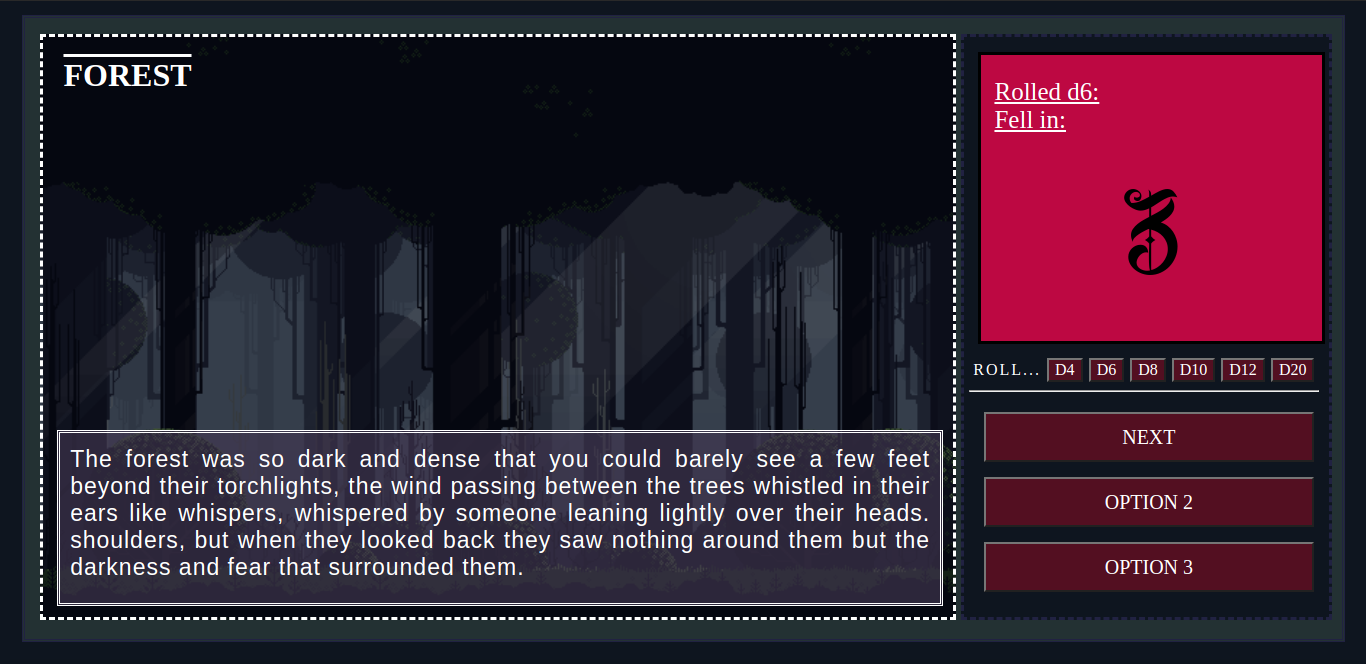 FOREST
The forest was so dark and dense that you could barely see a few feet
beyond their torchlights, the wind passing between the trees whistled in their
ears like whispers, whispered by someone leaning lightly over their heads.
shoulders, but when they looked back they saw nothing around them but the
darkness and fear that surrounded them.
Rolled d6:
Fell in:
ROLL... D4 D6 D8 D10 D12 D20
NEXT
OPTION 2
OPTION 3